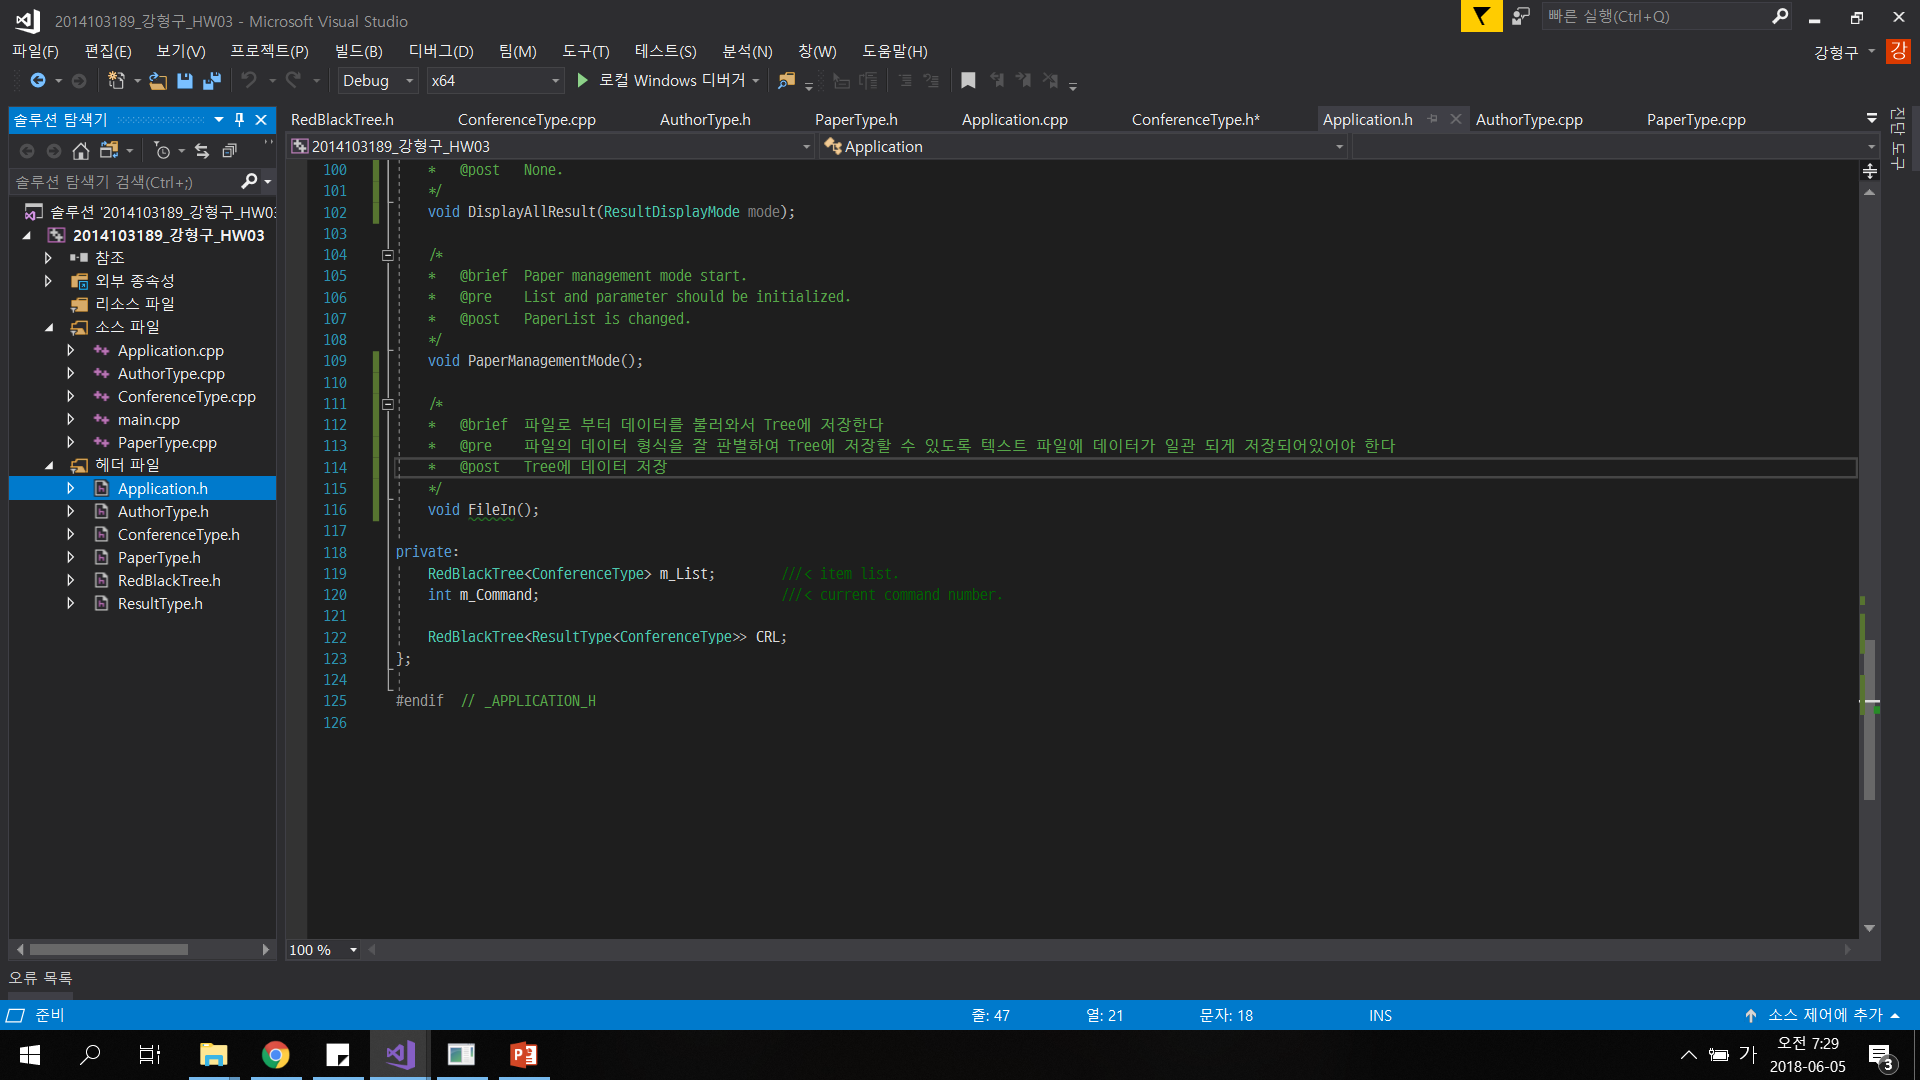 2014103189_강형구_HW03 - Microsoft Visual Studio
빠른 실행(Ctrl+Q)
파일(F) 편집(E) 보기(V) 프로젝트(P) 빌드(B) 디버그(D) 팀(M) 도구(T) 테스트(S) 분석(N) 창(W) 도움말(H)
강형구 강
Debug x64 로컬 Windows 디버거
솔루션 탐색기
RedBlackTree.h ConferenceType.cpp AuthorType.h PaperType.h Application.cpp ConferenceType.h* Application.h AuthorType.cpp PaperType.cpp
진단 도구
2014103189_강형구_HW03 Application
솔루션 탐색기 검색(Ctrl+;)
솔루션 '2014103189_강형구_HW03
2014103189_강형구_HW03
참조
외부 종속성
리소스 파일
소스 파일
Application.cpp
AuthorType.cpp
ConferenceType.cpp
main.cpp
PaperType.cpp
헤더 파일
Application.h
AuthorType.h
ConferenceType.h
PaperType.h
RedBlackTree.h
ResultType.h
100 * @post None.
101 */
102 void DisplayAllResult(ResultDisplayMode mode);
103
104 /*
105 * @brief Paper management mode start.
106 * @pre List and parameter should be initialized.
107 * @post PaperList is changed.
108 */
109 void PaperManagementMode();
110
111 /*
112 * @brief 파일로 부터 데이터를 불러와서 Tree에 저장한다
113 * @pre 파일의 데이터 형식을 잘 판별하여 Tree에 저장할 수 있도록 텍스트 파일에 데이터가 일관 되게 저장되어있어야 한다
114 * @post Tree에 데이터 저장
115 */
116 void FileIn();
117
118 private:
119 RedBlackTree<ConferenceType> m_List; ///< item list.
120 int m_Command; ///< current command number.
121
122 RedBlackTree<ResultType<ConferenceType>> CRL;
123 };
124
125 #endif // _APPLICATION_H
126
100 %
오류 목록
준비 줄: 47 열: 21 문자: 18 INS 소스 제어에 추가
가 오전 7:29
2018-06-05 3